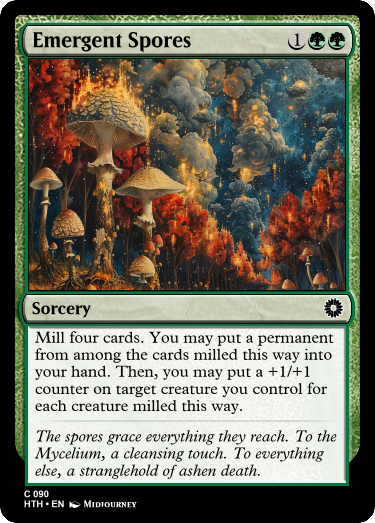 Emergent Spores 1
Sorcery
Mill four cards. You may put a permanent
from among the cards milled this way into
your hand. Then, you may put a +1/+1
counter on target creature you control for
each creature milled this way.
The spores grace everything they reach. To the
Mycelium, a cleansing touch. To everything
else, a stranglehold of ashen death.
C 090
HTH • EN Midjourney